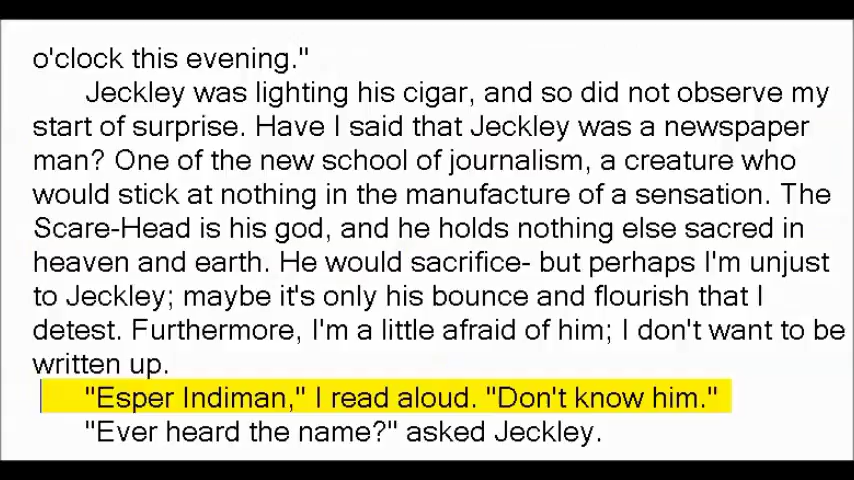 o'clock this evening."
Jeckley was lighting his cigar, and so did not observe my
start of surprise. Have I said that Jeckley was a newspaper
man? One of the new school of journalism, a creature who
would stick at nothing in the manufacture of a sensation. The
Scare-Head is his god, and he holds nothing else sacred in
heaven and earth. He would sacrifice- but perhaps I'm unjust
to Jeckley; maybe it's only his bounce and flourish that I
detest. Furthermore, I'm a little afraid of him; I don't want to be
written up.
"Esper Indiman," I read aloud. "Don't know him."
"Ever heard the name?" asked Jeckley.